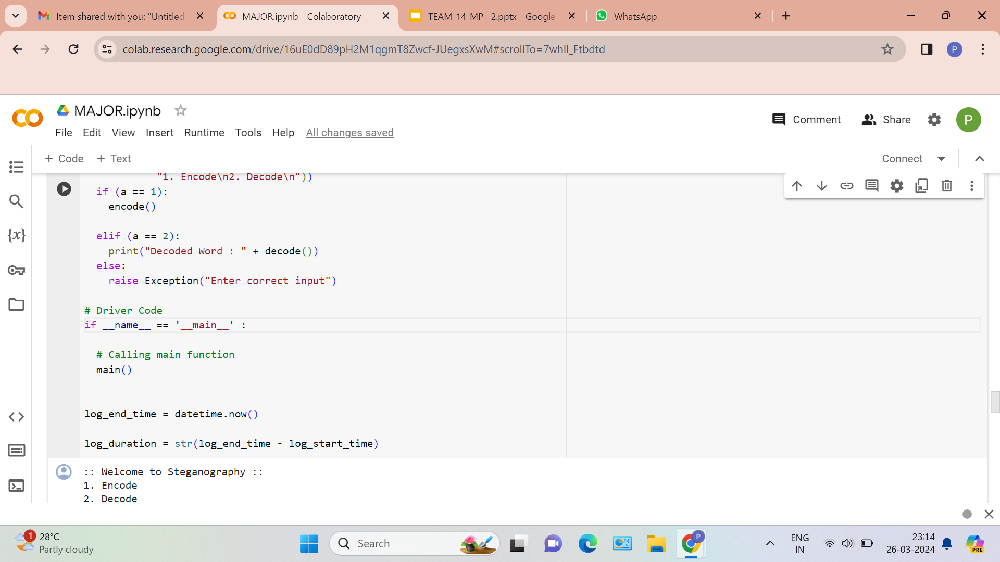 Item shared with you: "Untitled
MAJOR.ipynb - Colaboratory
TEAM-14-MP--2.pptx - Google
WhatsApp
colab.research.google.com/drive/16uE0dD89pH2M1qgmT8Zwcf-JUegxsXwM#scrollTo=7whll_Ftbdtd
P
MAJOR.ipynb
Comment
Share
P
File Edit View Insert Runtime Tools Help All changes saved
+ Code + Text
Connect
"1. Encode\n2. Decode\n"))
if (a == 1):
encode()
elif (a == 2):
print("Decoded Word : " + decode())
else:
raise Exception("Enter correct input")
# Driver Code
if __name__ == '__main__' :
# Calling main function
main()
log_end_time = datetime.now()
log_duration = str(log_end_time - log_start_time)
:: Welcome to Steganography ::
1. Encode
2. Decode
1
28°C
Partly cloudy
Search
P
ENG
IN
23:14
26-03-2024
PRE